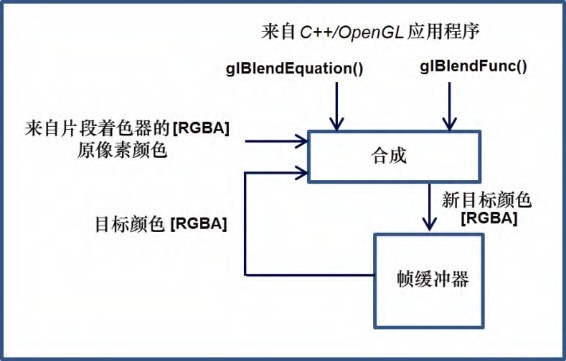 来自 C++/OpenGL 应用程序
glBlendEquation()
glBlendFunc()
来自片段着色器的 [RGBA]
原像素颜色
合成
目标颜色 [RGBA]
新目标颜色
[RGBA]
帧缓冲器